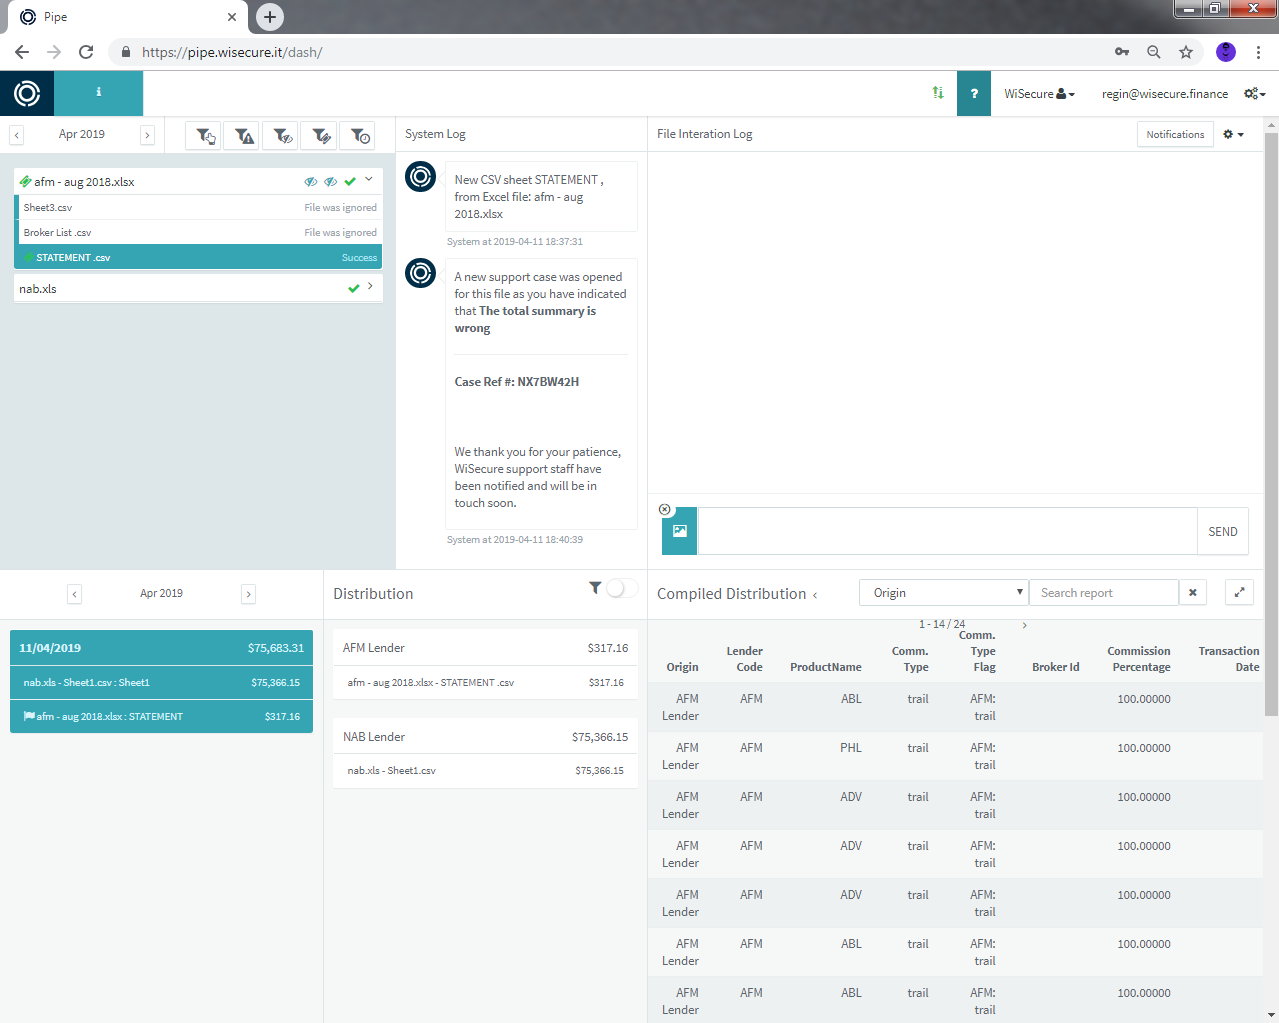 Pipe
https://pipe.wisecure.it/dash/
i
?
WiSecure
regin@wisecure.finance
Apr 2019
System Log
File Interation Log
Notifications
afm - aug 2018.xlsx
Sheet3.csv File was ignored
Broker List .csv File was ignored
STATEMENT .csv Success
nab.xls
New CSV sheet STATEMENT ,
from Excel file: afm - aug
2018.xlsx
System at 2019-04-11 18:37:31
A new support case was opened
for this file as you have indicated
that The total summary is
wrong
Case Ref #: NX7BW42H
We thank you for your patience,
WiSecure support staff have
been notified and will be in
touch soon.
System at 2019-04-11 18:40:39
SEND
Apr 2019
11/04/2019 $75,683.31
nab.xls - Sheet1.csv : Sheet1 $75,366.15
afm - aug 2018.xlsx : STATEMENT $317.16
Distribution
AFM Lender $317.16
afm - aug 2018.xlsx - STATEMENT .csv $317.16
NAB Lender $75,366.15
nab.xls - Sheet1.csv $75,366.15
Compiled Distribution
Origin
Search report
1 - 14 / 24
Origin Lender Code ProductName Comm. Type Comm. Type Flag Broker Id Commission Percentage Transaction Date
AFM Lender AFM ABL trail AFM: trail 100.00000
AFM Lender AFM PHL trail AFM: trail 100.00000
AFM Lender AFM ADV trail AFM: trail 100.00000
AFM Lender AFM ADV trail AFM: trail 100.00000
AFM Lender AFM ADV trail AFM: trail 100.00000
AFM Lender AFM ABL trail AFM: trail 100.00000
AFM Lender AFM ABL trail AFM: trail 100.00000